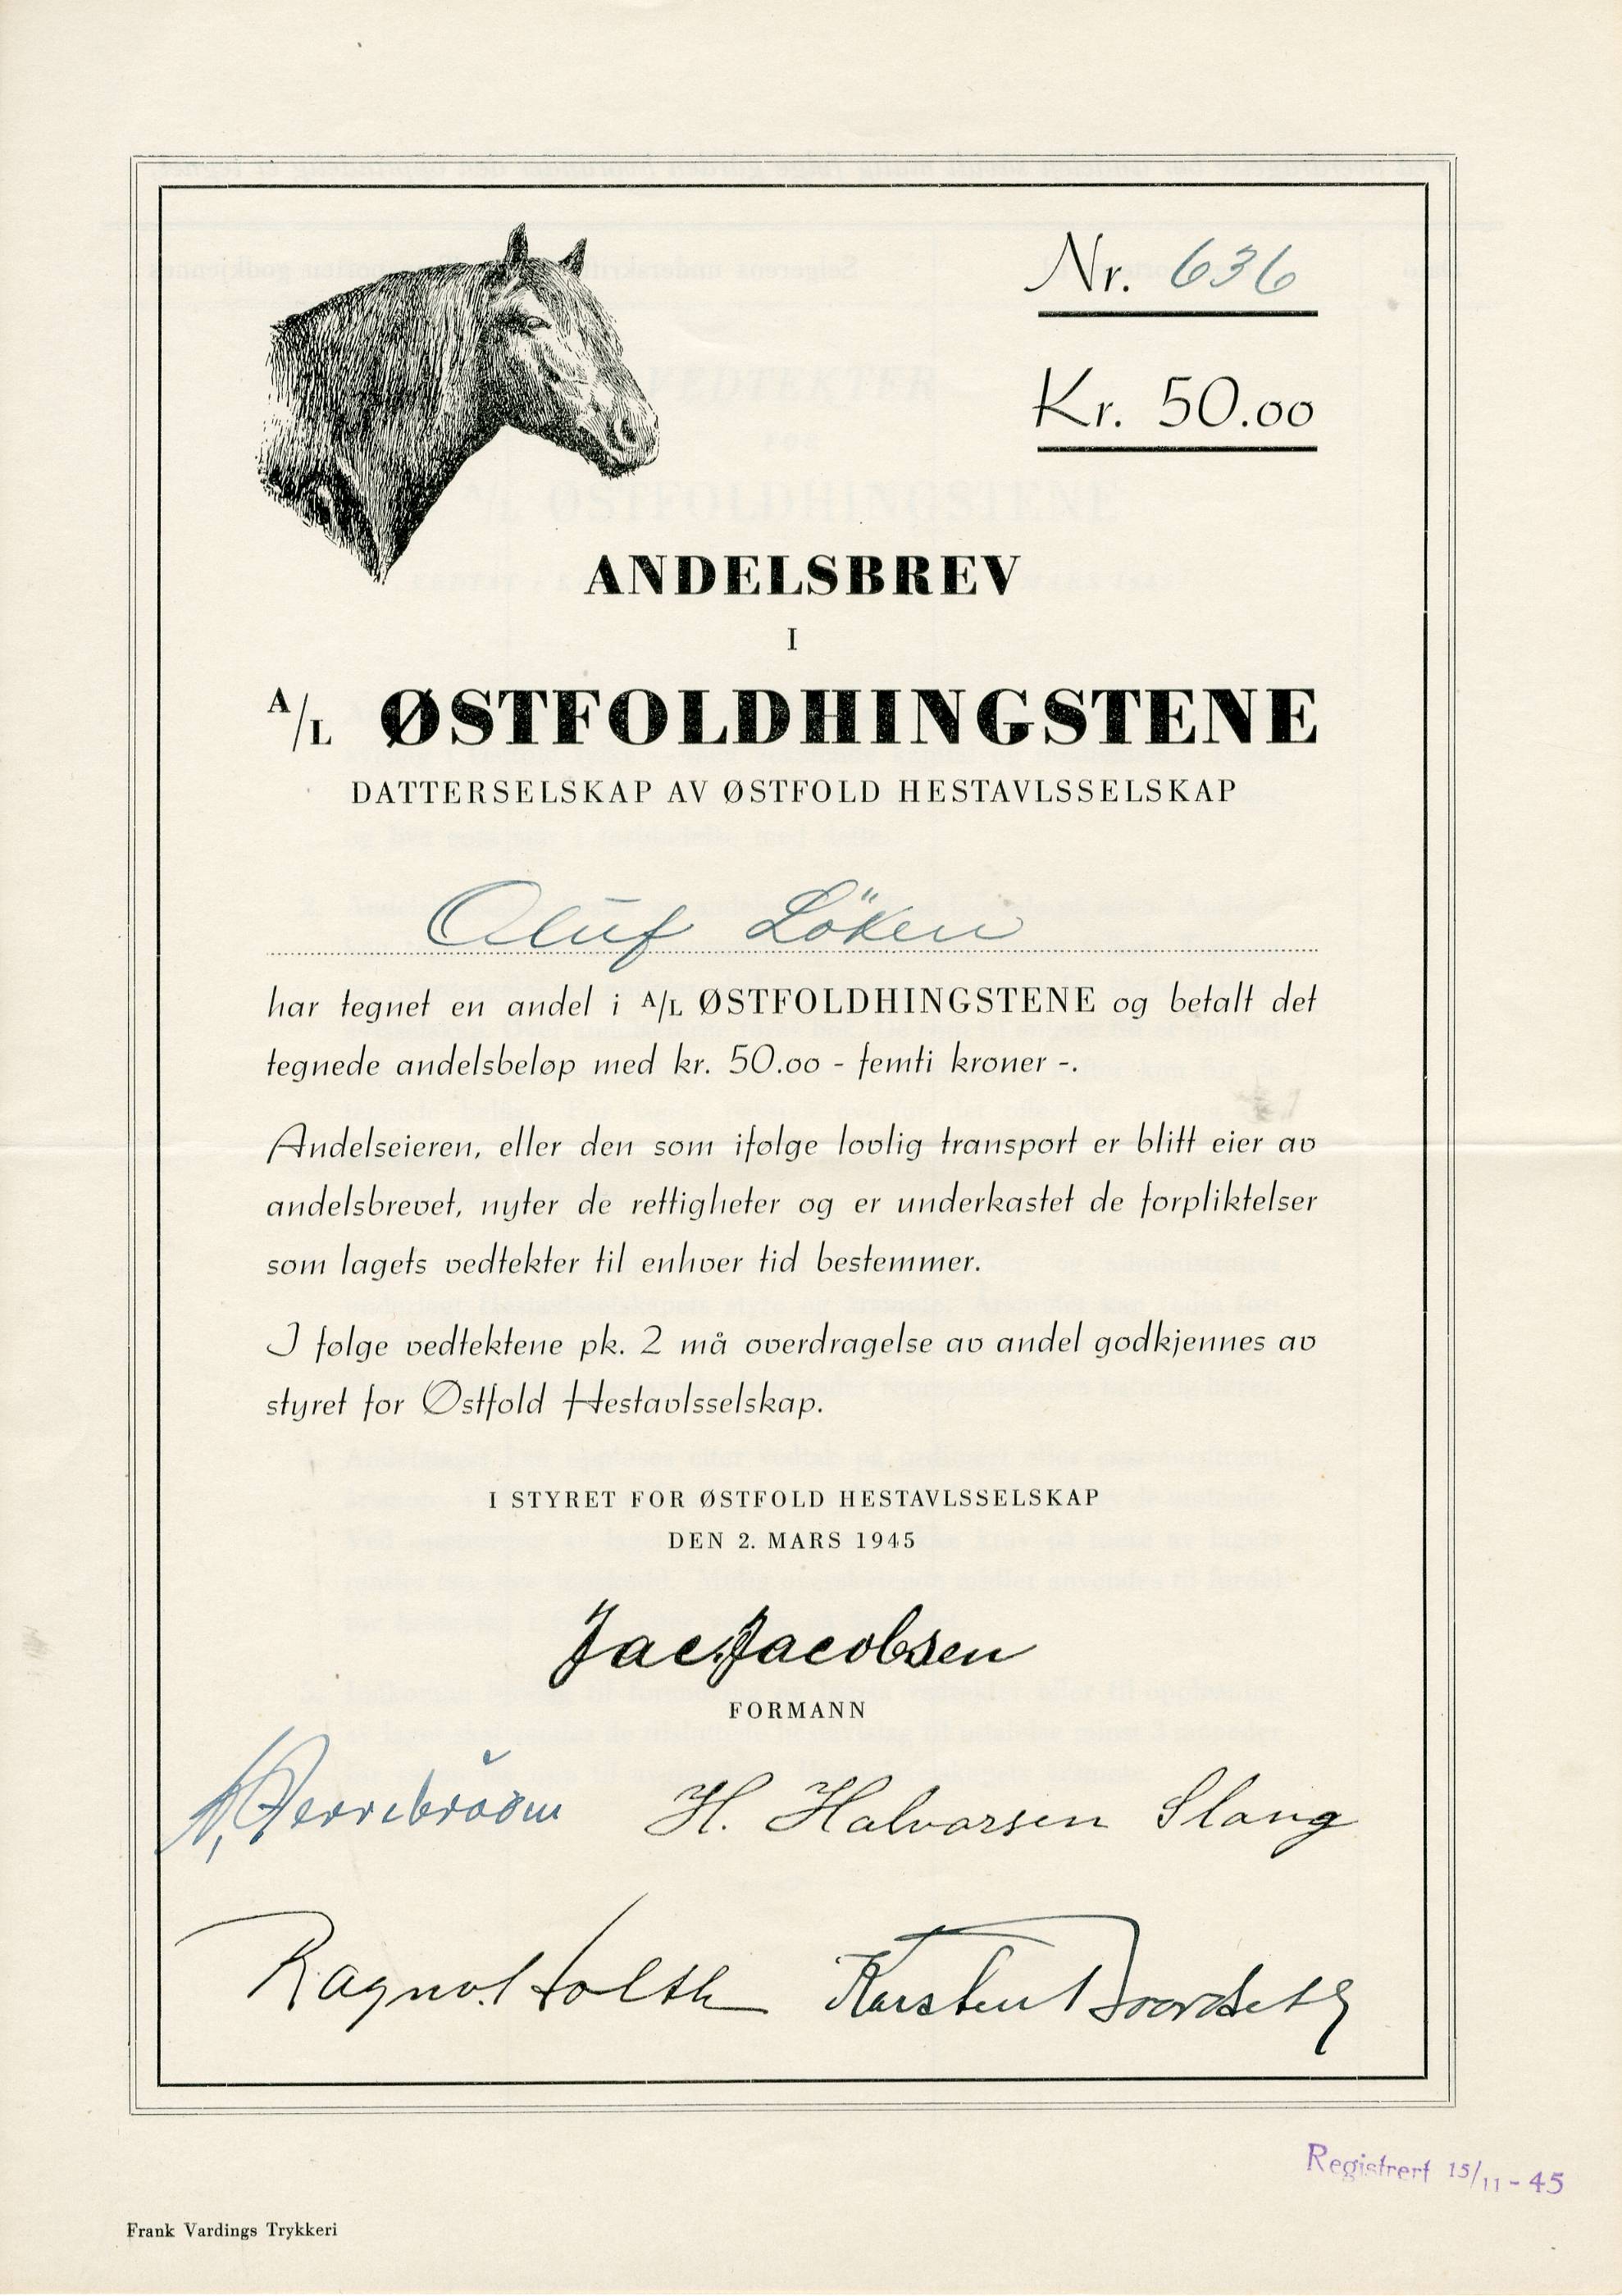 Nr. 636
Kr. 50.00
ANDELSBREV
I
A/L ØSTFOLDHINGSTENE
DATTERSELSKAP AV ØSTFOLD HESTAVLSSELSKAP
Oluf Löken
har tegnet en andel i A/L ØSTFOLDHINGSTENE og betalt det
tegnede andelsbeløp med kr. 50.00 - femti kroner -.
Andelseieren, eller den som ifølge lovlig transport er blitt eier av
andelsbrevet, nyter de rettigheter og er underkastet de forpliktelser
som lagets vedtekter til enhver tid bestemmer.
I følge vedtektene pk. 2 må overdragelse av andel godkjennes av
styret for Østfold Hestavlsselskap.
I STYRET FOR ØSTFOLD HESTAVLSSELSKAP
DEN 2. MARS 1945
Jac. Jacobsen
FORMANN
H. Halvorsen Slang
Ragnv. Holth Karsten
Registrert 15/11-45
Frank Vardings Trykkeri